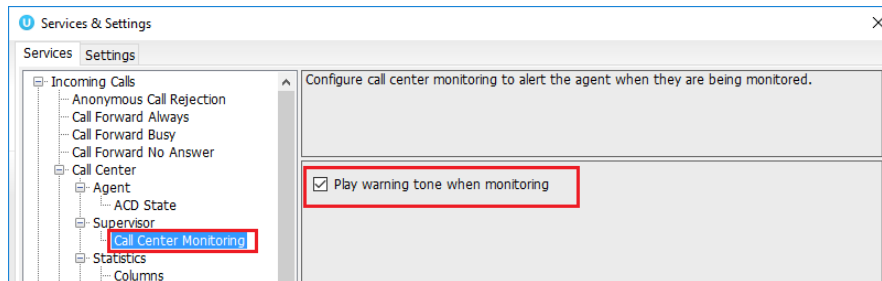 Services & Settings
Services Settings
Incoming Calls
Anonymous Call Rejection
Call Forward Always
Call Forward Busy
Call Forward No Answer
Call Center
Agent
ACD State
Supervisor
Call Center Monitoring
Statistics
Columns
Configure call center monitoring to alert the agent when they are being monitored.
Play warning tone when monitoring